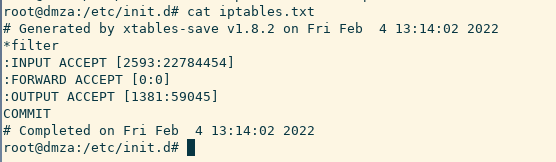 root@dmza:/etc/init.d# cat iptables.txt
# Generated by xtables-save v1.8.2 on Fri Feb  4 13:14:02 2022
*filter
:INPUT ACCEPT [2593:22784454]
:FORWARD ACCEPT [0:0]
:OUTPUT ACCEPT [1381:59045]
COMMIT
# Completed on Fri Feb  4 13:14:02 2022
root@dmza:/etc/init.d#